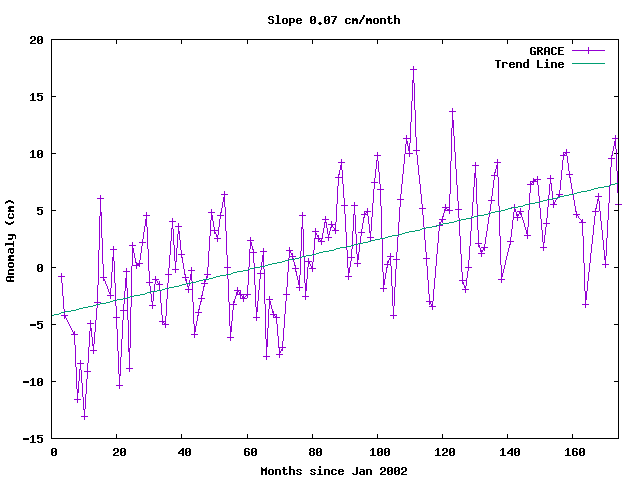 Slope 0.07 cm/month
20
15
10
5
0
-5
-10
-15
Anomaly (cm)
GRACE
Trend Line
0 20 40 60 80 100 120 140 160
Months since Jan 2002